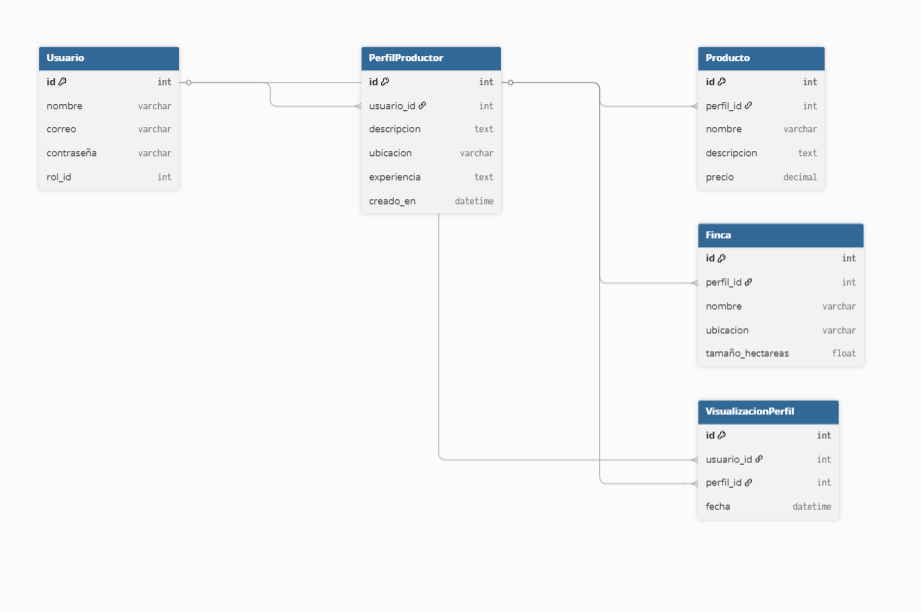 Usuario
id int
nombre varchar
correo varchar
contraseña varchar
rol_id int
PerfilProductor
id int
usuario_id int
descripcion text
ubicacion varchar
experiencia text
creado_en datetime
Producto
id int
perfil_id int
nombre varchar
descripcion text
precio decimal
Finca
id int
perfil_id int
nombre varchar
ubicacion varchar
tamaño_hectareas float
VisualizacionPerfil
id int
usuario_id int
perfil_id int
fecha datetime